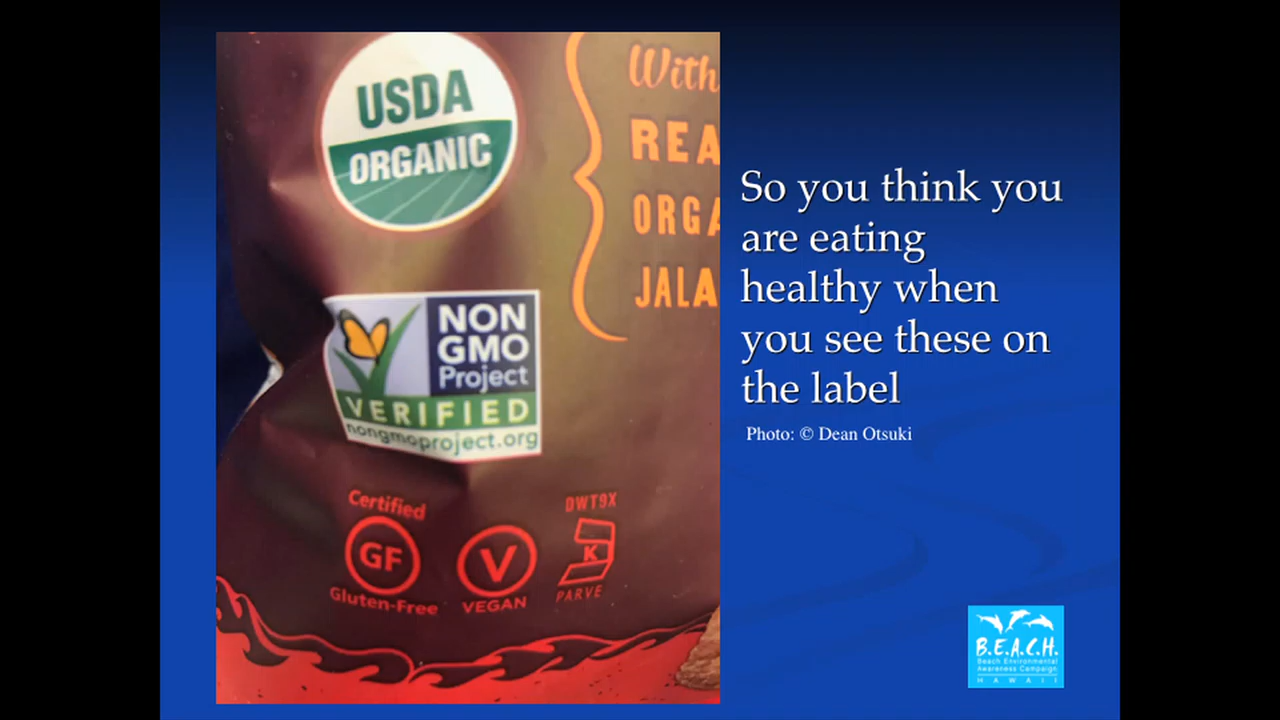 USDA
ORGANIC
With
REA
ORGA
JALA
NON
GMO
Project
VERIFIED
nongmoproject.org
Certified
GF
Gluten-Free
V
VEGAN
DWT9X
K
PARVE
So you think you
are eating
healthy when
you see these on
the label
Photo: © Dean Otsuki
B.E.A.C.H.
Beach Environmental
Awareness Campaign
HAWAII